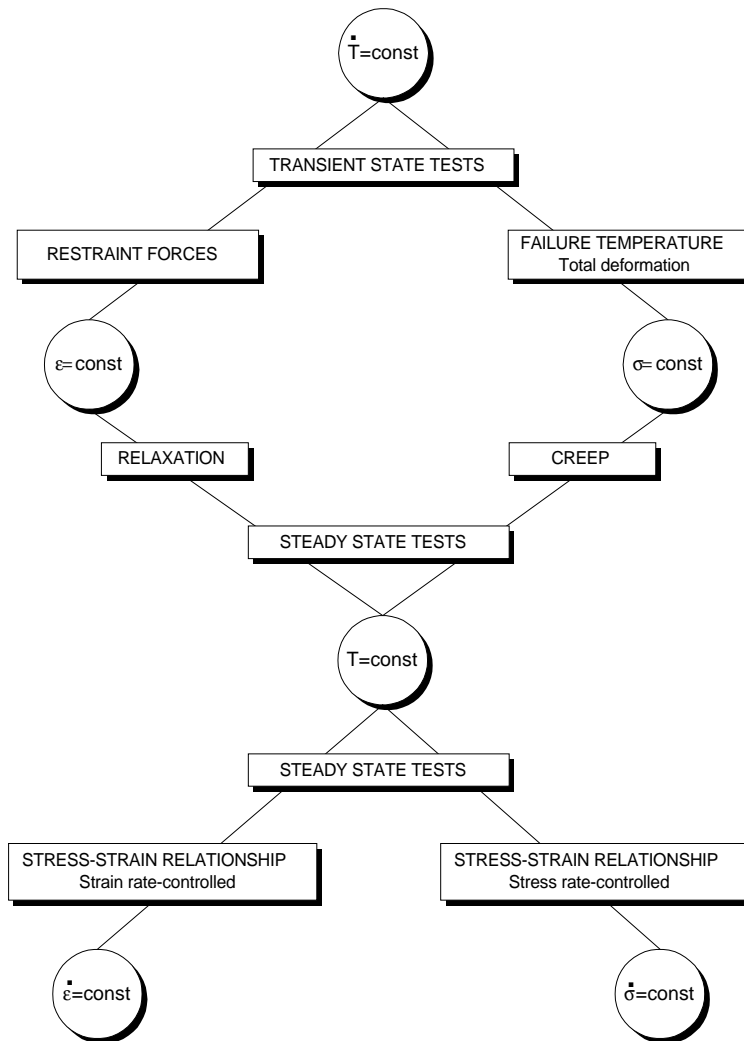 Ṫ=const
TRANSIENT STATE TESTS
RESTRAINT FORCES
FAILURE TEMPERATURE
Total deformation
ε=const
σ=const
RELAXATION
CREEP
STEADY STATE TESTS
T=const
STEADY STATE TESTS
STRESS-STRAIN RELATIONSHIP
Strain rate-controlled
STRESS-STRAIN RELATIONSHIP
Stress rate-controlled
ε̇=const
σ̇=const